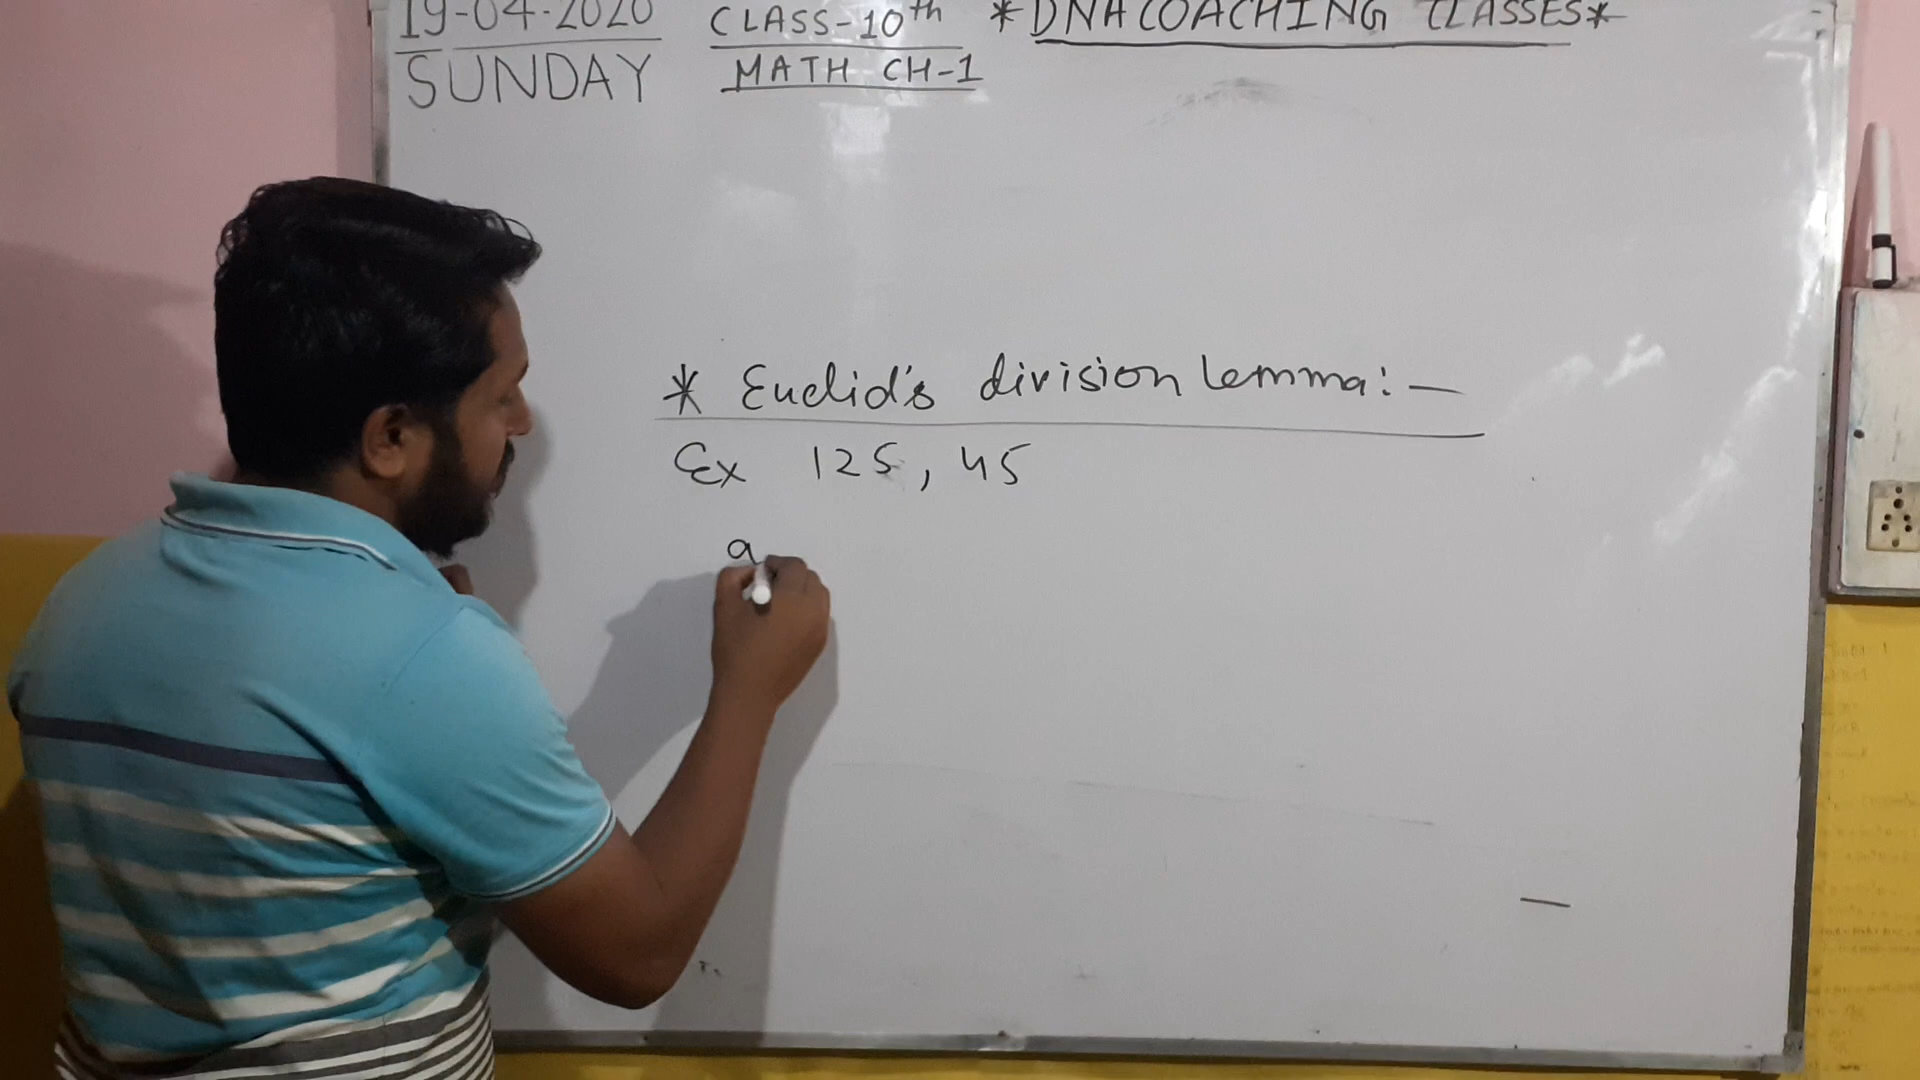 19-04-2020 CLASS-10th *DNA COACHING CLASSES*
SUNDAY MATH CH-1
* Euclid's division lemma:—
Ex 125, 45
a